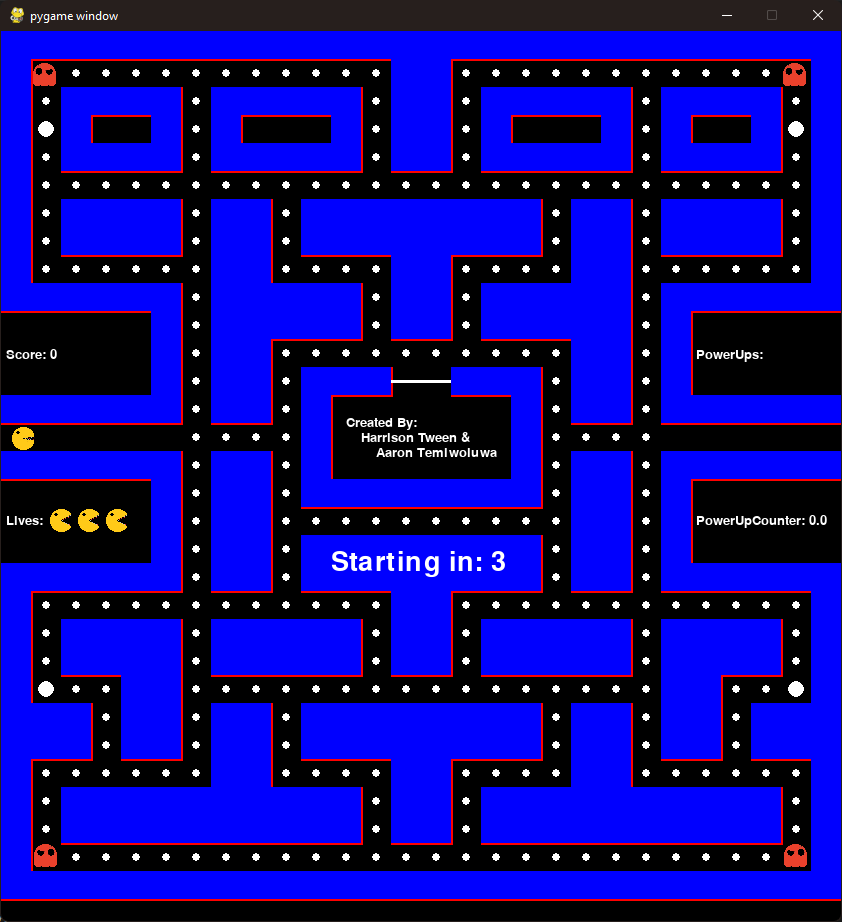 pygame window
Score: 0
PowerUps:
Created By:
Harrison Tween &
Aaron Temiwoluwa
Lives:
PowerUpCounter: 0.0
Starting in: 3